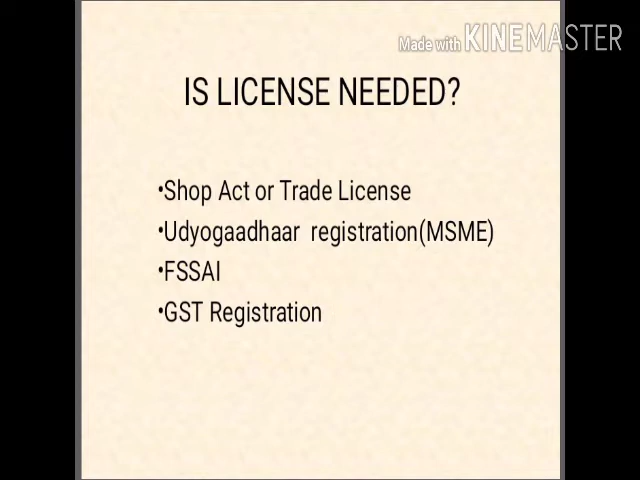 Made with KINEMASTER
IS LICENSE NEEDED?
•Shop Act or Trade License
•Udyogaadhaar registration(MSME)
•FSSAI
•GST Registration